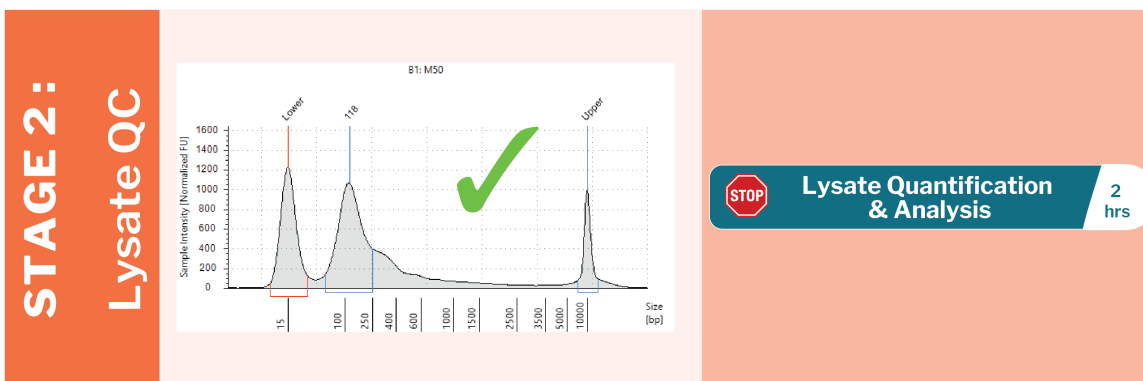 STAGE 2:
Lysate QC
B1: M50
Lower
118
Upper
Sample Intensity [Normalized FU]
1600
1400
1200
1000
800
600
400
200
0
15
100
250
400
600
1000
1500
2500
3500
5000
10000
Size
[bp]
STOP
Lysate Quantification
& Analysis
2
hrs